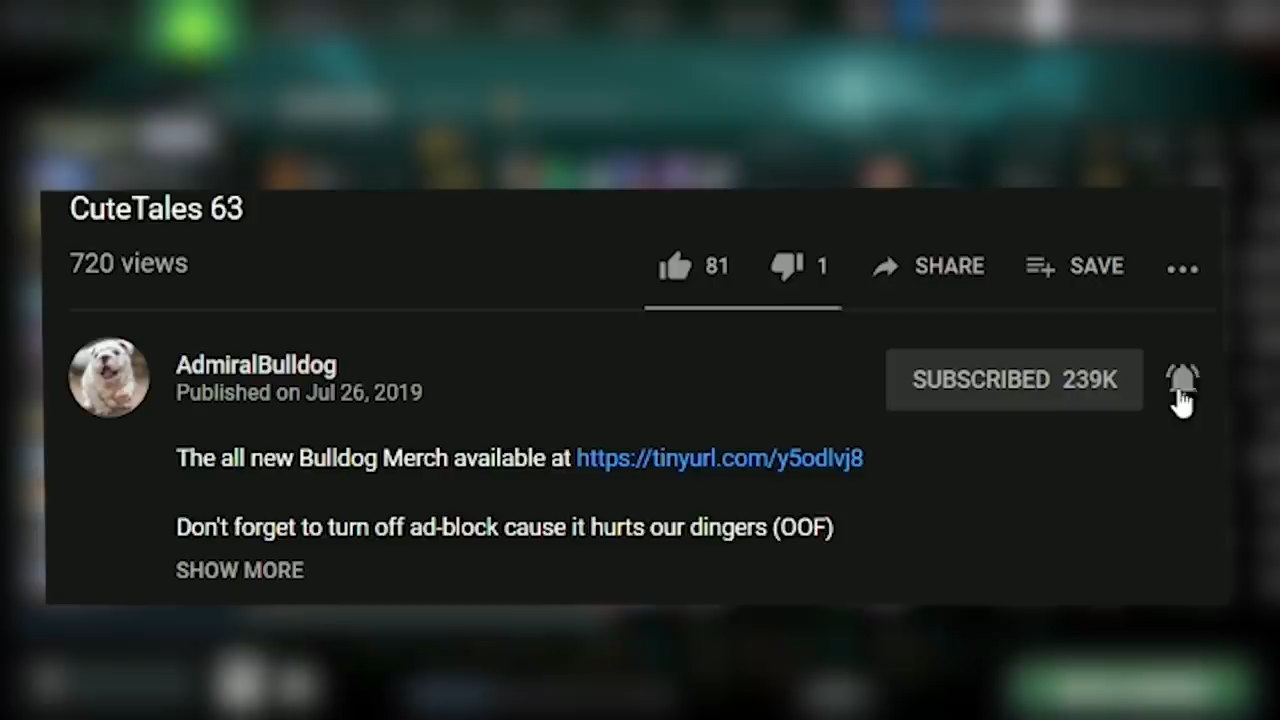 CuteTales 63
720 views
81 1 SHARE SAVE
AdmiralBulldog
Published on Jul 26, 2019
SUBSCRIBED 239K
The all new Bulldog Merch available at https://tinyurl.com/y5odlvj8
Don't forget to turn off ad-block cause it hurts our dingers (OOF)
SHOW MORE